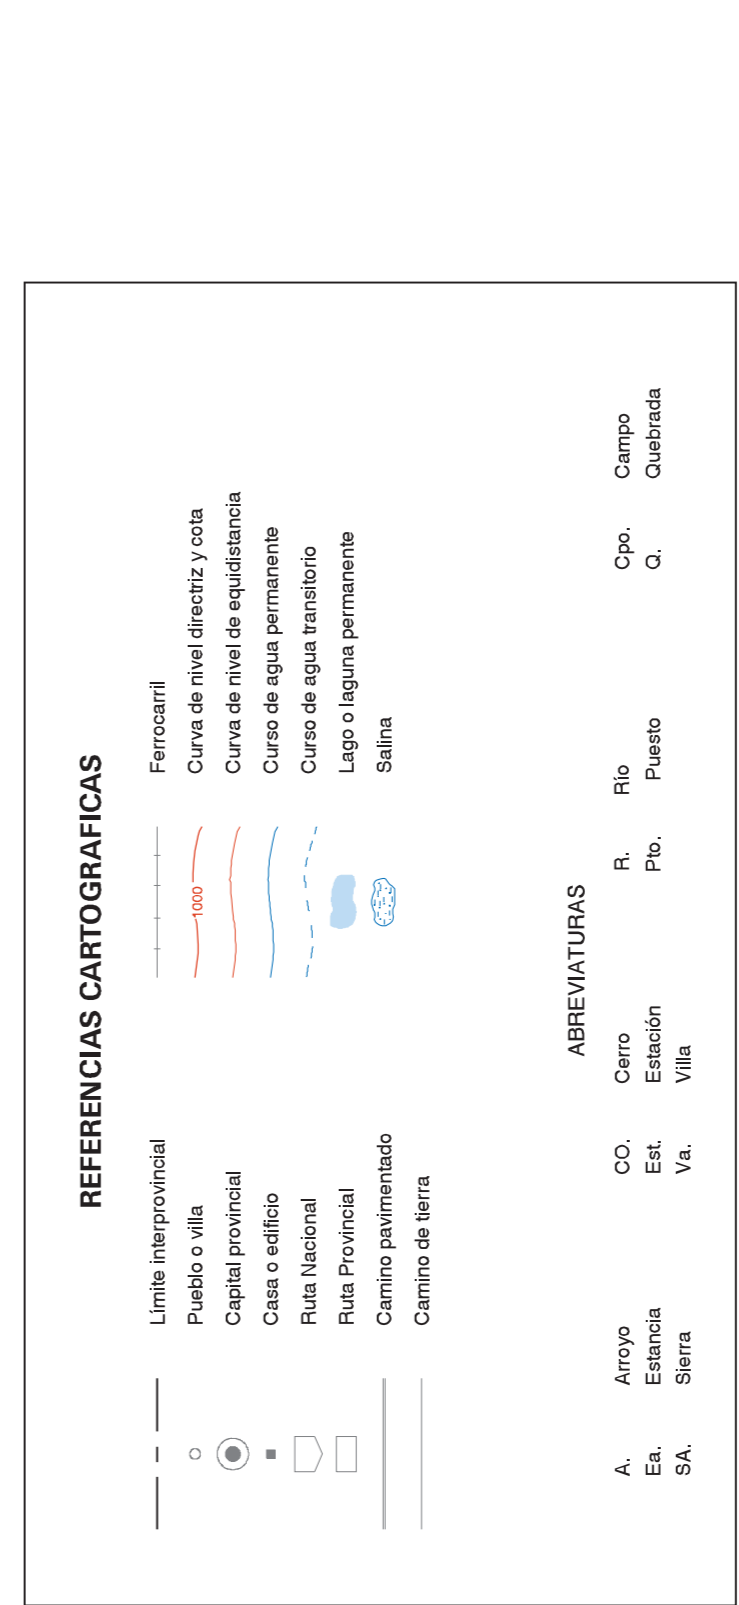 REFERENCIAS CARTOGRAFICAS
Límite interprovincial
Pueblo o villa
Capital provincial
Casa o edificio
Ruta Nacional
Ruta Provincial
Camino pavimentado
Camino de tierra
Ferrocarril
1000 Curva de nivel directriz y cota
Curva de nivel de equidistancia
Curso de agua permanente
Curso de agua transitorio
Lago o laguna permanente
Salina
ABREVIATURAS
A. Arroyo CO. Cerro R. Río Cpo. Campo
Ea. Estancia Est. Estación Pto. Puesto Q. Quebrada
SA. Sierra Va. Villa